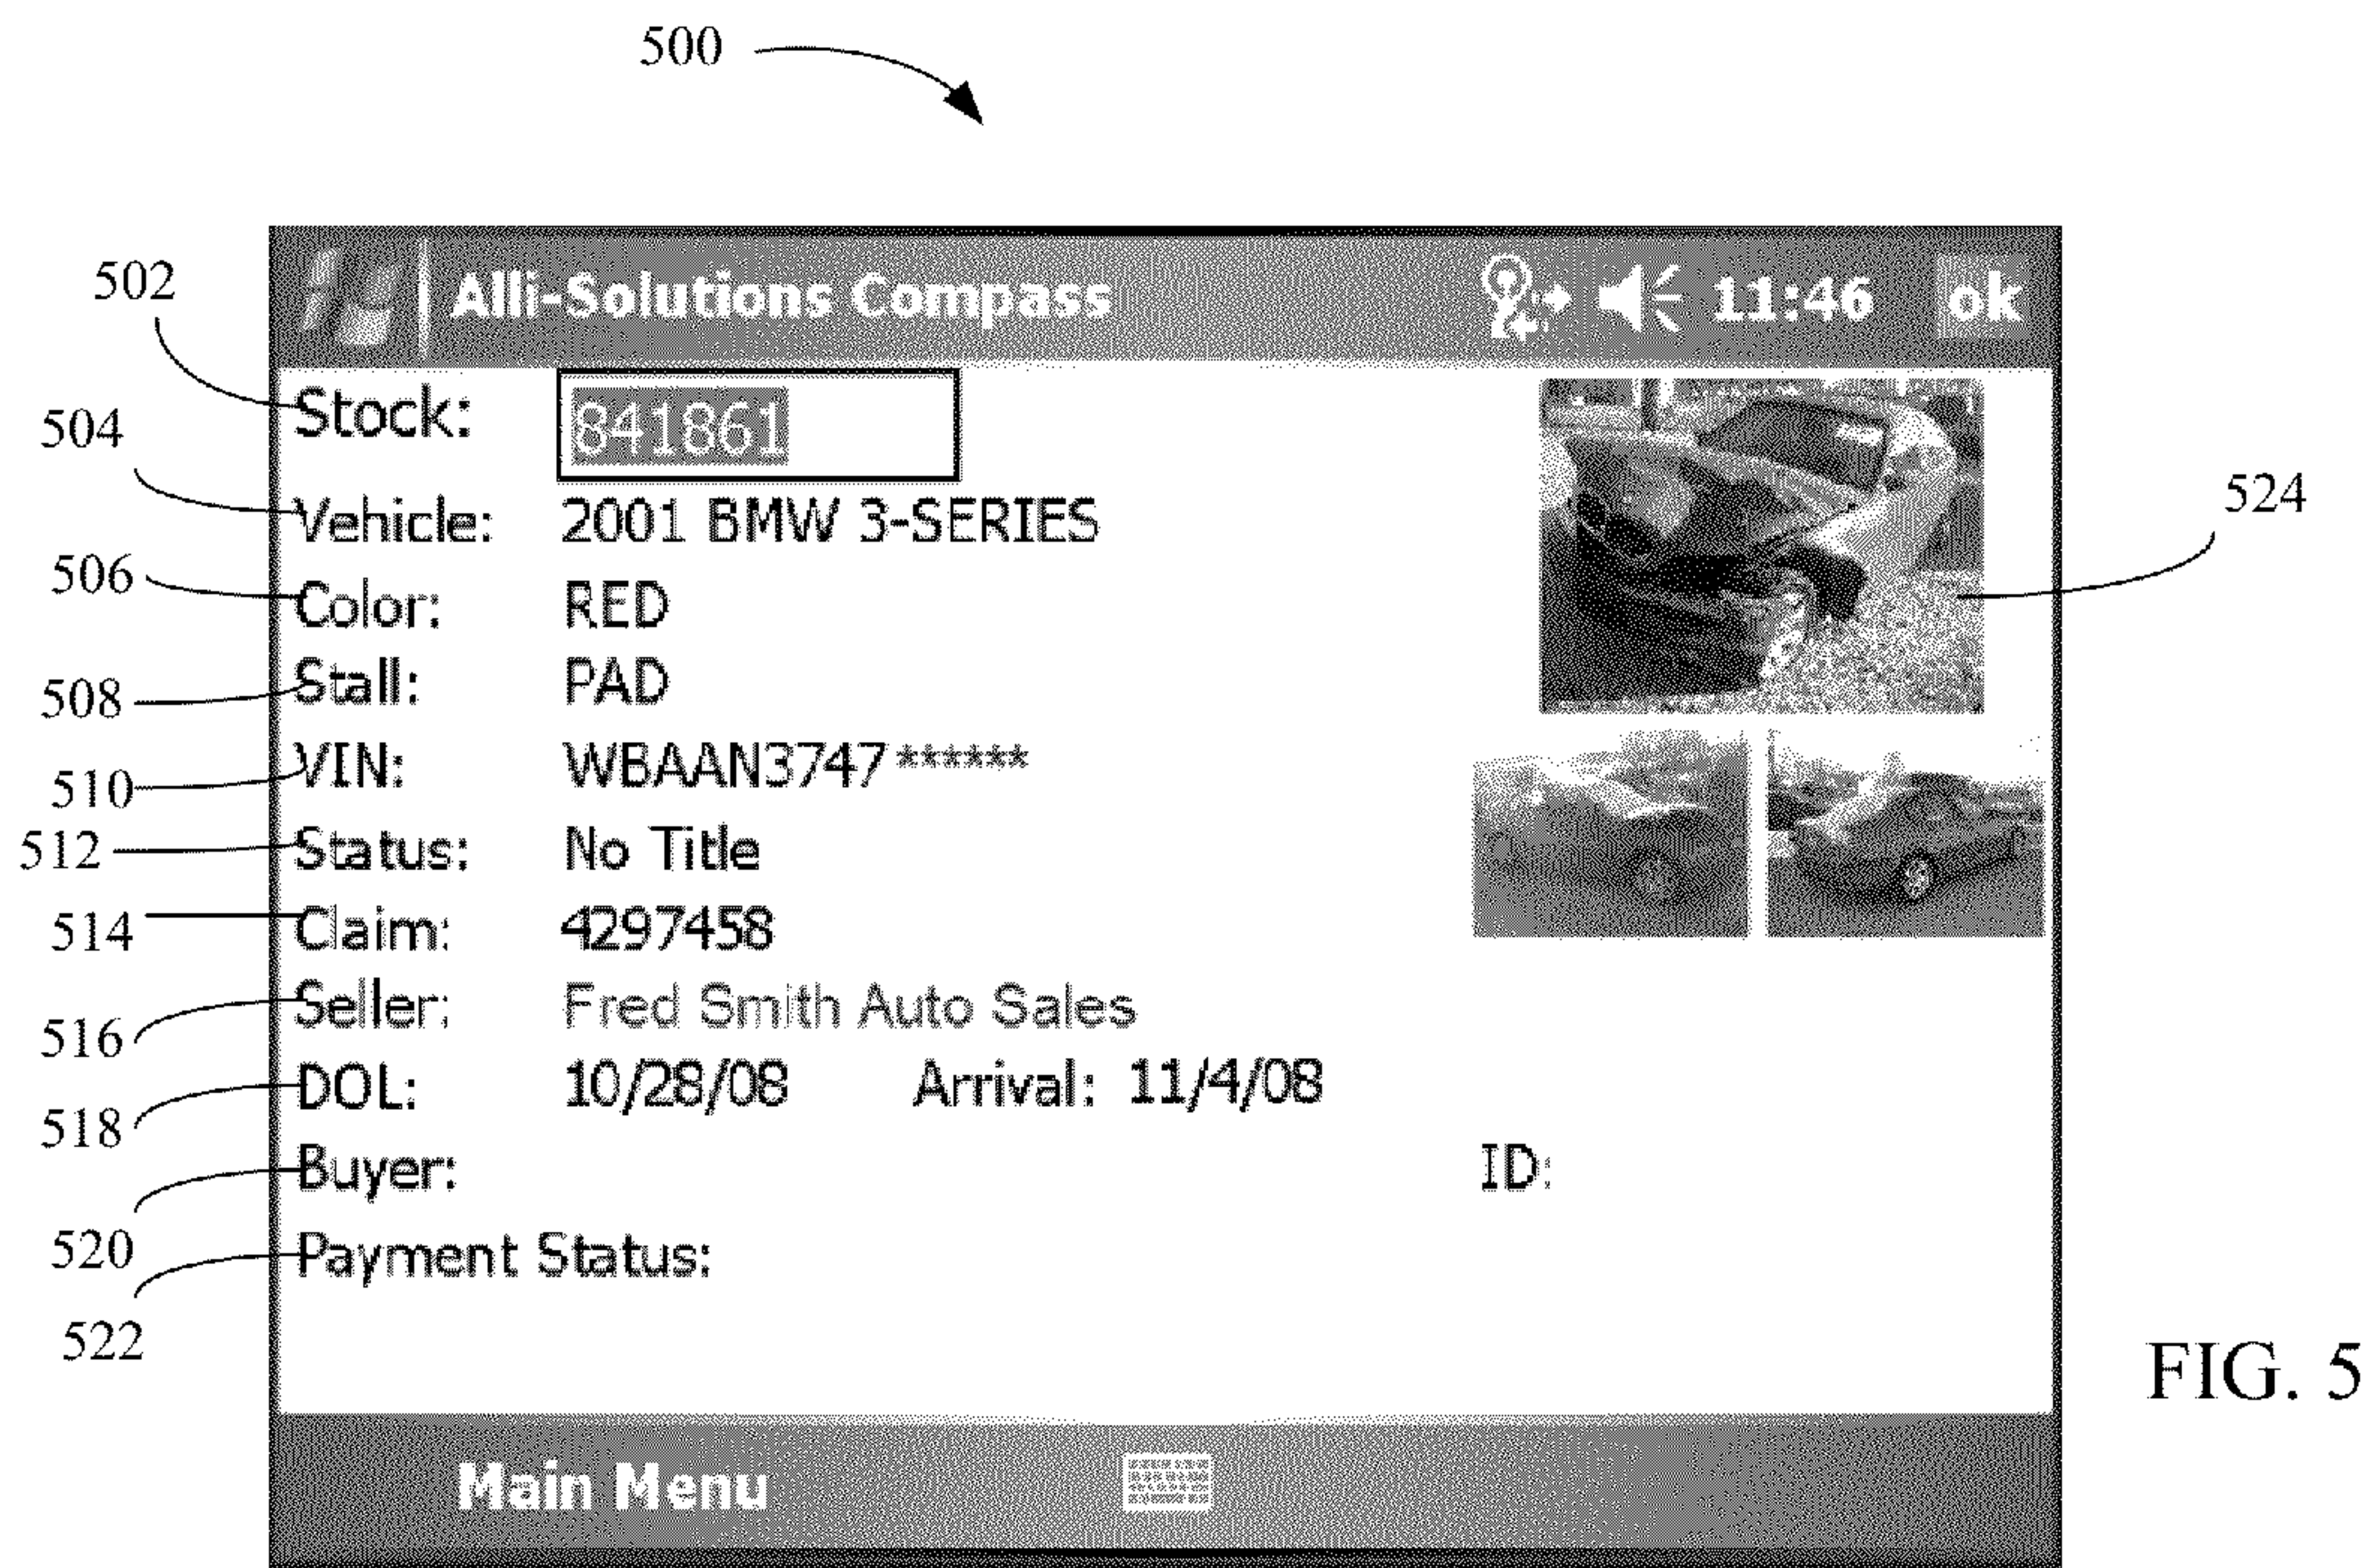 500
Alli-Solutions Compass 11:46 ok
502 Stock: 841861
504 Vehicle: 2001 BMW 3-SERIES
524
506 Color: RED
508 Stall: PAD
510 VIN: WBAAN3747******
512 Status: No Title
514 Claim: 4297458
516 Seller: Fred Smith Auto Sales
518 DOL: 10/28/08 Arrival: 11/4/08
520 Buyer: ID:
522 Payment Status:
FIG. 5
Main Menu